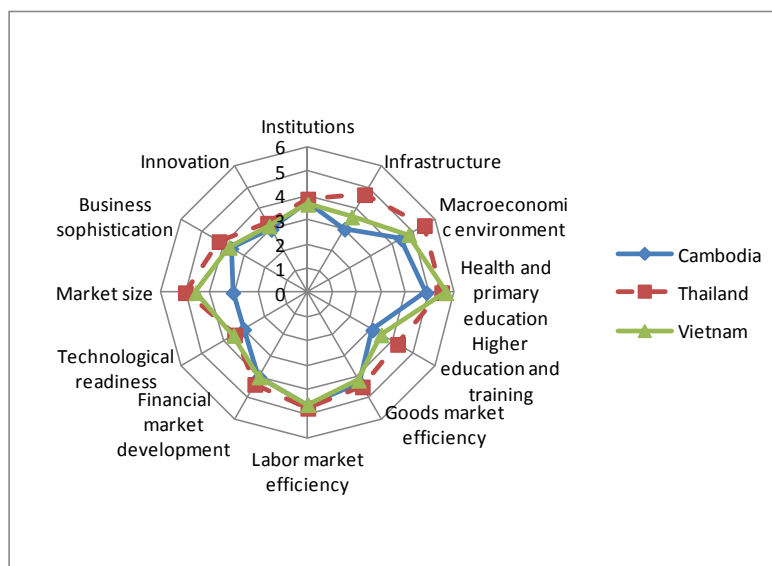 Institutions
Infrastructure
Macroeconomi
c environment
Health and
primary
education
Higher
education and
training
Goods market
efficiency
Labor market
efficiency
Financial
market
development
Technological
readiness
Market size
Business
sophistication
Innovation
6
5
4
3
2
1
0
Cambodia
Thailand
Vietnam